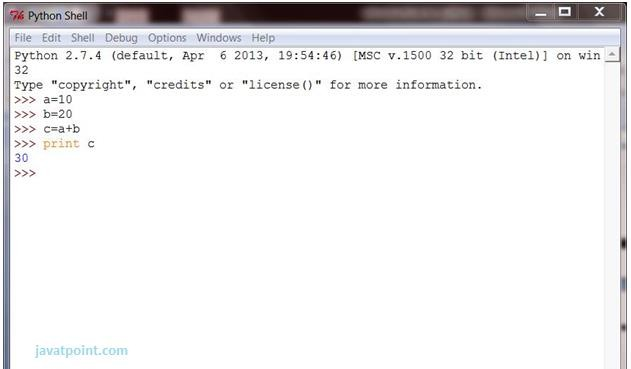 Python Shell
File Edit Shell Debug Options Windows Help
Python 2.7.4 (default, Apr  6 2013, 19:54:46) [MSC v.1500 32 bit (Intel)] on win
32
Type "copyright", "credits" or "license()" for more information.
>>> a=10
>>> b=20
>>> c=a+b
>>> print c
30
>>>
javatpoint.com